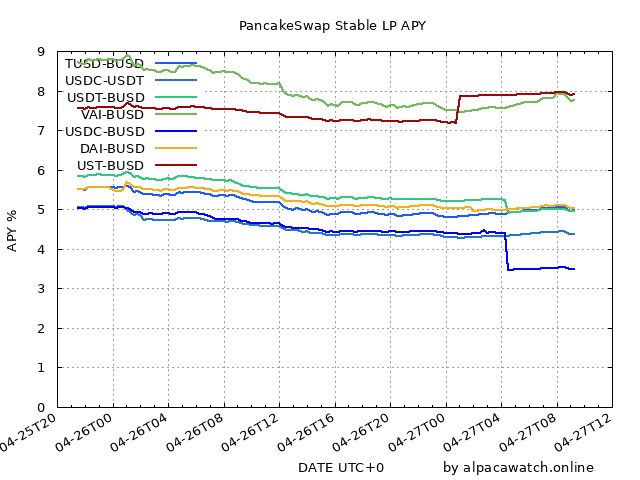 PancakeSwap Stable LP APY
9
8
7
6
5
4
3
2
1
0
APY %
TUSD-BUSD
USDC-USDT
USDT-BUSD
VAI-BUSD
USDC-BUSD
DAI-BUSD
UST-BUSD
04-25T20
04-26T00
04-26T04
04-26T08
04-26T12
04-26T16
04-26T20
04-27T00
04-27T04
04-27T08
04-27T12
DATE UTC+0
by alpacawatch.online